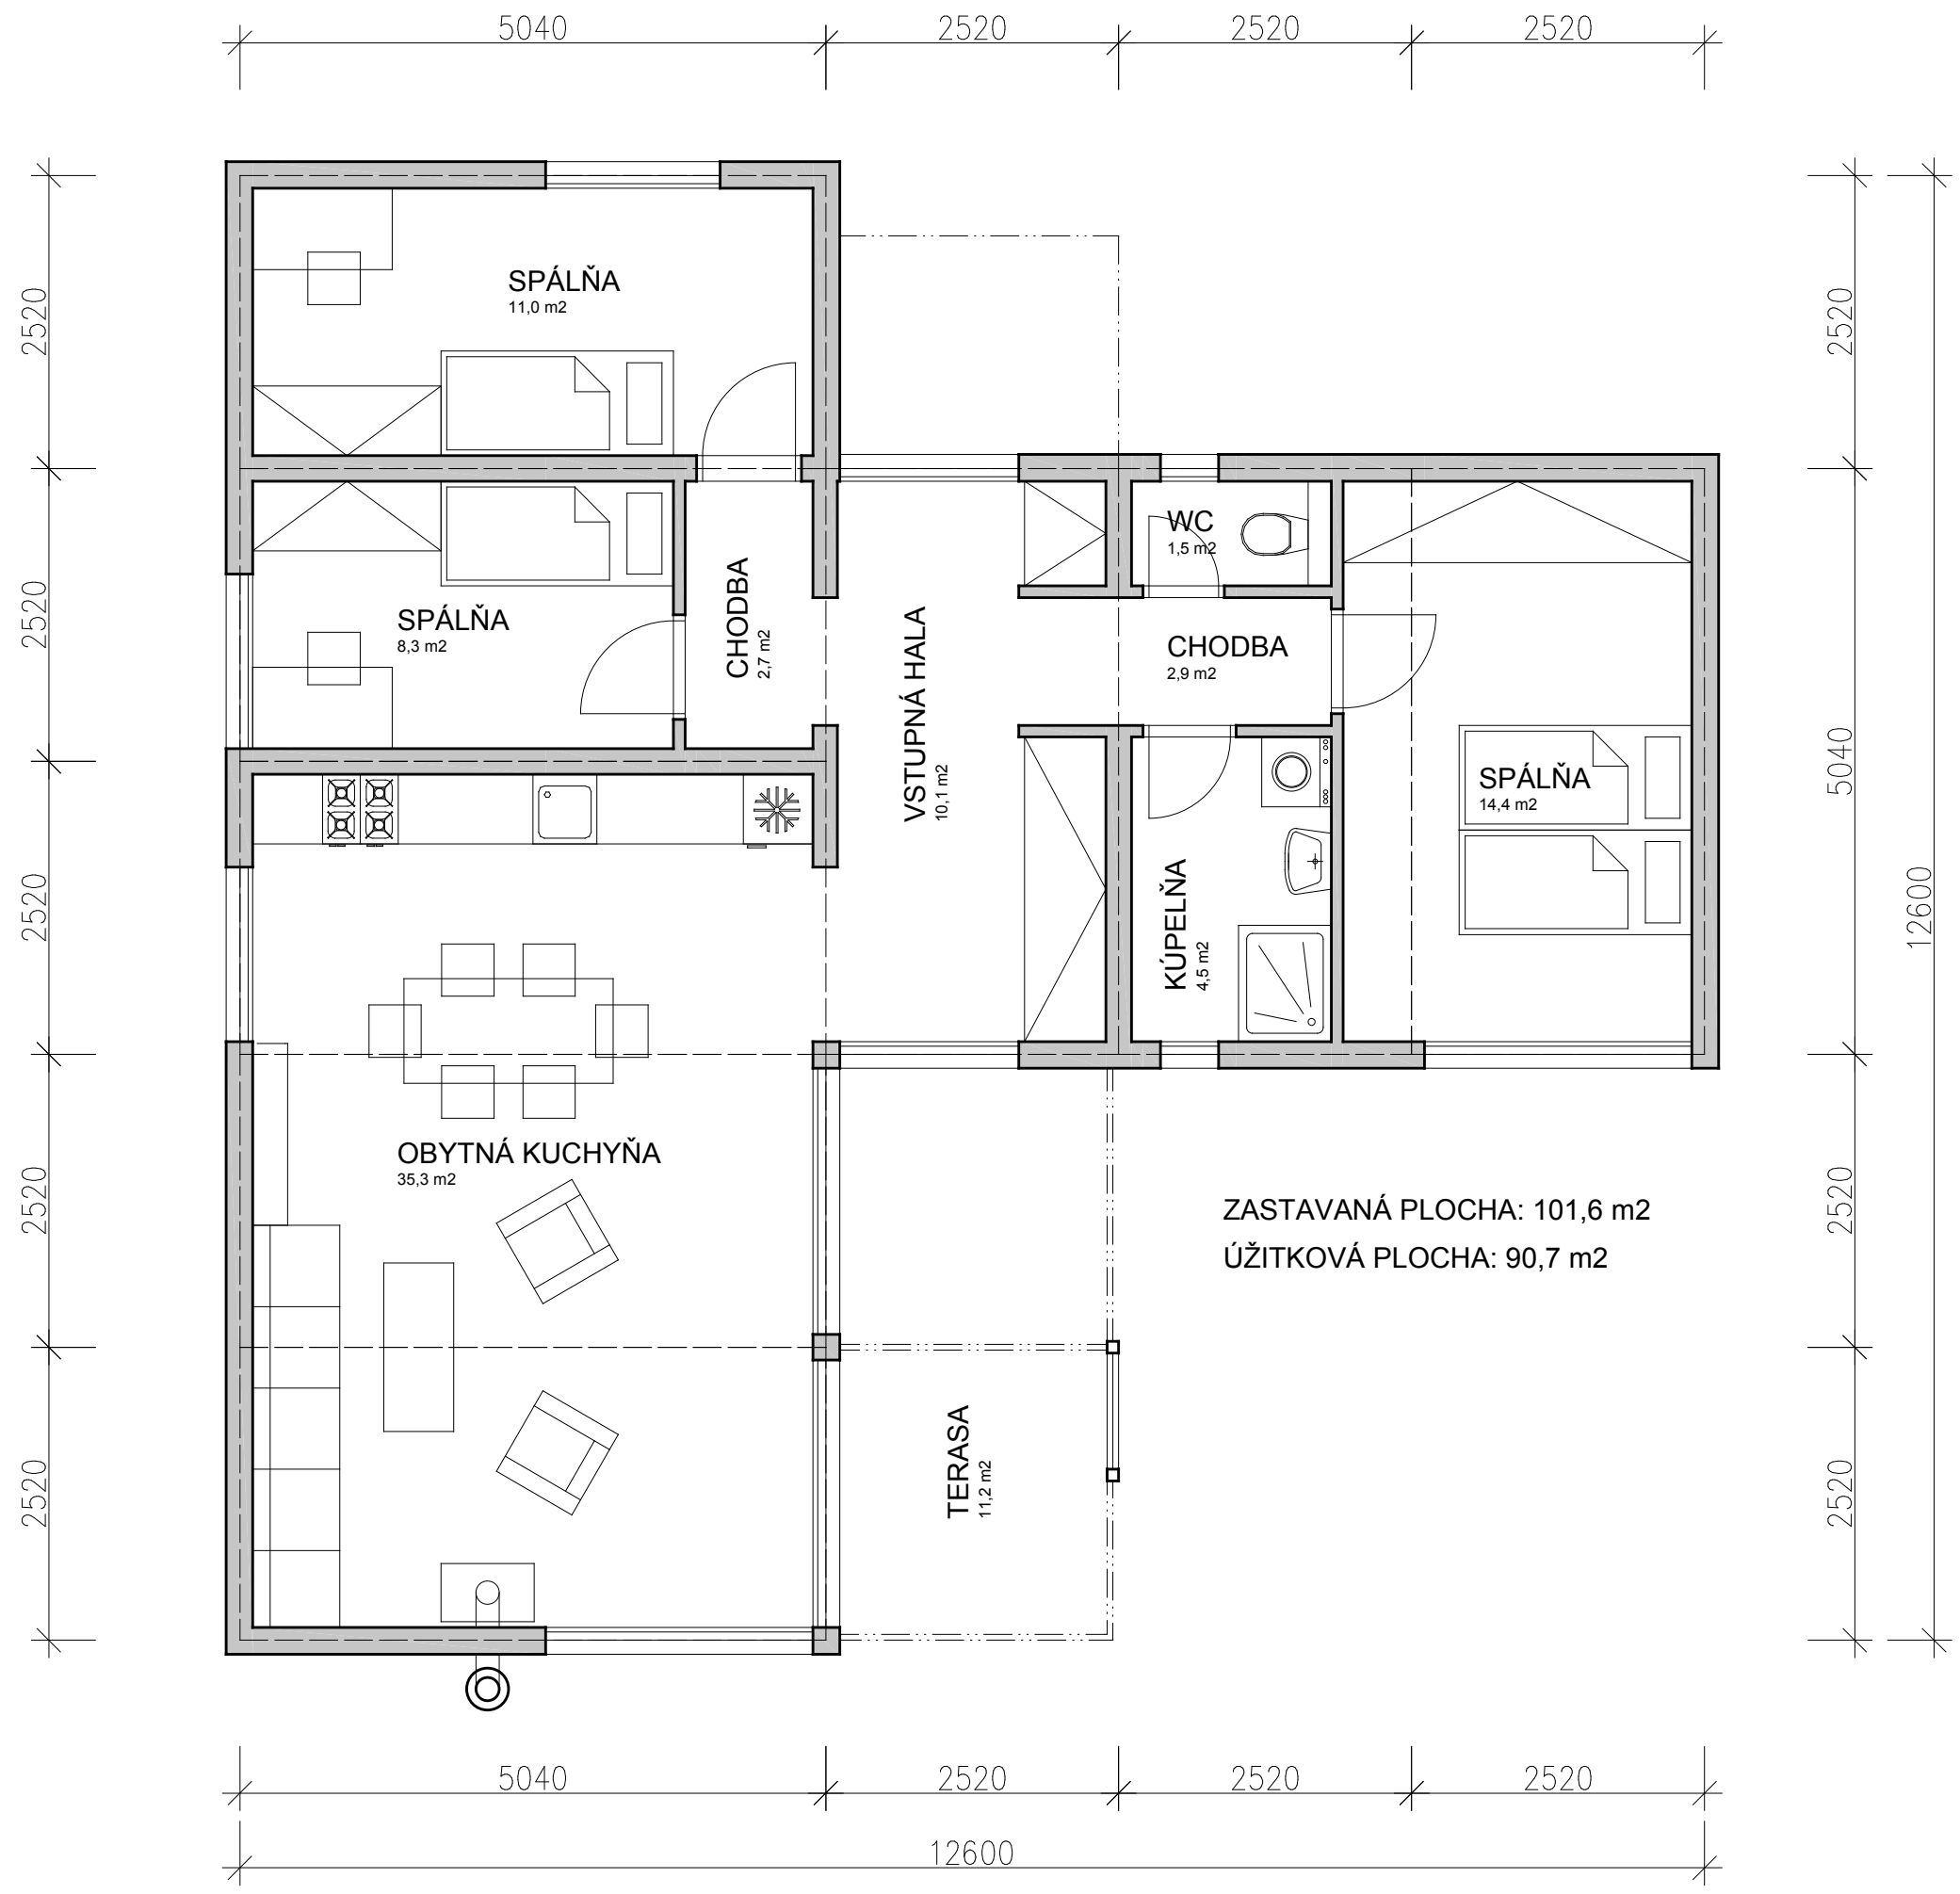 5040
2520
2520
2520
2520
2520
2520
2520
2520
2520
5040
2520
2520
12600
SPÁLŇA
11,0 m2
SPÁLŇA
8,3 m2
CHODBA
2,7 m2
VSTUPNÁ HALA
10,1 m2
WC
1,5 m2
CHODBA
2,9 m2
SPÁLŇA
14,4 m2
KÚPEĽŇA
4,5 m2
OBYTNÁ KUCHYŇA
35,3 m2
ZASTAVANÁ PLOCHA: 101,6 m2
ÚŽITKOVÁ PLOCHA: 90,7 m2
TERASA
11,2 m2
5040
2520
2520
2520
12600